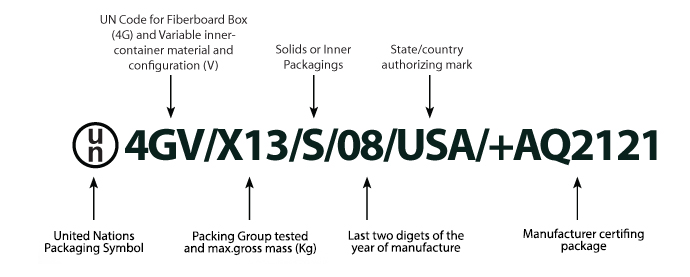 UN Code for Fiberboard Box
(4G) and Variable inner-
container material and
configuration (V)
Solids or Inner
Packagings
State/country
authorizing mark
un 4GV/X13/S/08/USA/+AQ2121
United Nations
Packaging Symbol
Packing Group tested
and max.gross mass (Kg)
Last two digets of the
year of manufacture
Manufacturer certifing
package